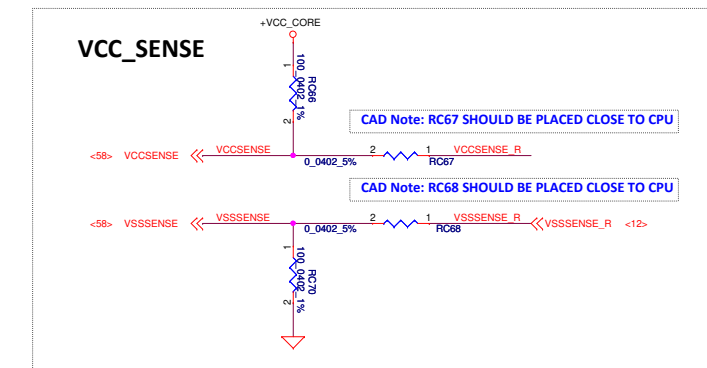 +VCC_CORE
VCC_SENSE
1
100_0402_1%
RC66
2
CAD Note: RC67 SHOULD BE PLACED CLOSE TO CPU
<58> VCCSENSE VCCSENSE 2 1 VCCSENSE_R
0_0402_5% RC67
CAD Note: RC68 SHOULD BE PLACED CLOSE TO CPU
<58> VSSSENSE VSSSENSE 2 1 VSSSENSE_R VSSSENSE_R <12>
0_0402_5% RC68
1
100_0402_1%
RC70
2